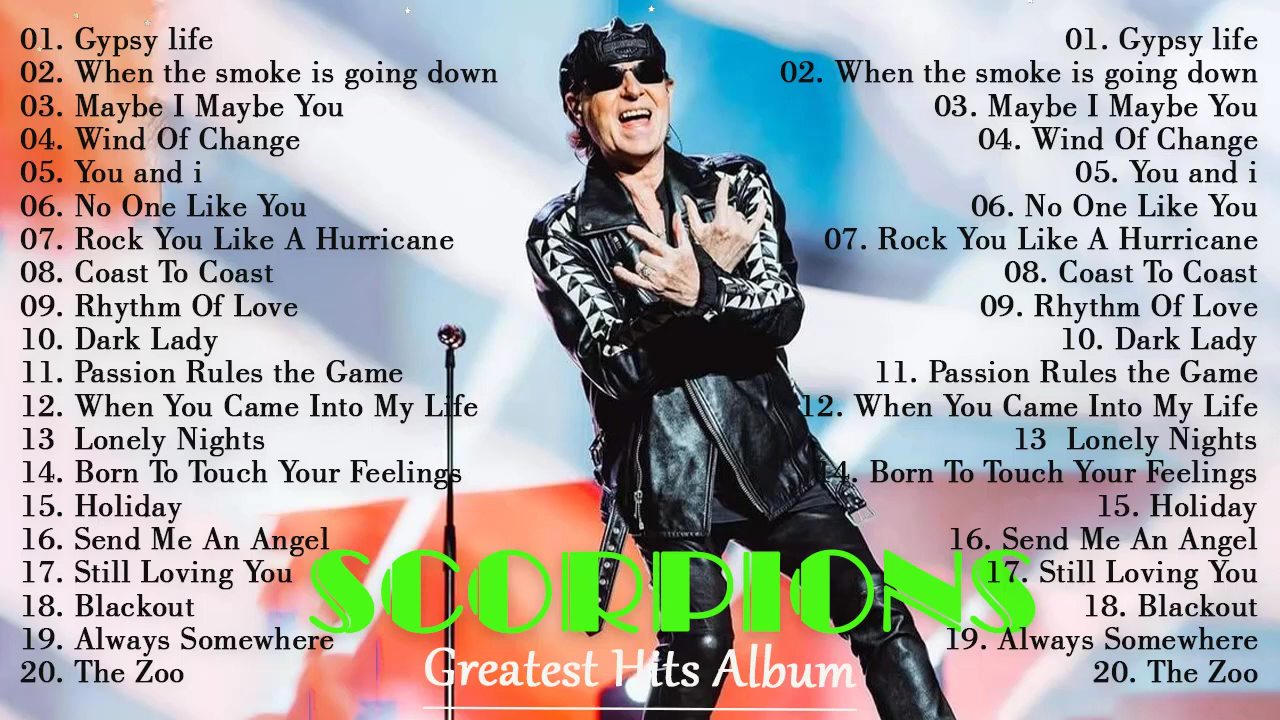 01. Gypsy life
02. When the smoke is going down
03. Maybe I Maybe You
04. Wind Of Change
05. You and i
06. No One Like You
07. Rock You Like A Hurricane
08. Coast To Coast
09. Rhythm Of Love
10. Dark Lady
11. Passion Rules the Game
12. When You Came Into My Life
13 Lonely Nights
14. Born To Touch Your Feelings
15. Holiday
16. Send Me An Angel
17. Still Loving You
18. Blackout
19. Always Somewhere
20. The Zoo
01. Gypsy life
02. When the smoke is going down
03. Maybe I Maybe You
04. Wind Of Change
05. You and i
06. No One Like You
07. Rock You Like A Hurricane
08. Coast To Coast
09. Rhythm Of Love
10. Dark Lady
11. Passion Rules the Game
12. When You Came Into My Life
13 Lonely Nights
14. Born To Touch Your Feelings
15. Holiday
16. Send Me An Angel
17. Still Loving You
18. Blackout
19. Always Somewhere
20. The Zoo
SCORPIONS
Greatest Hits Album